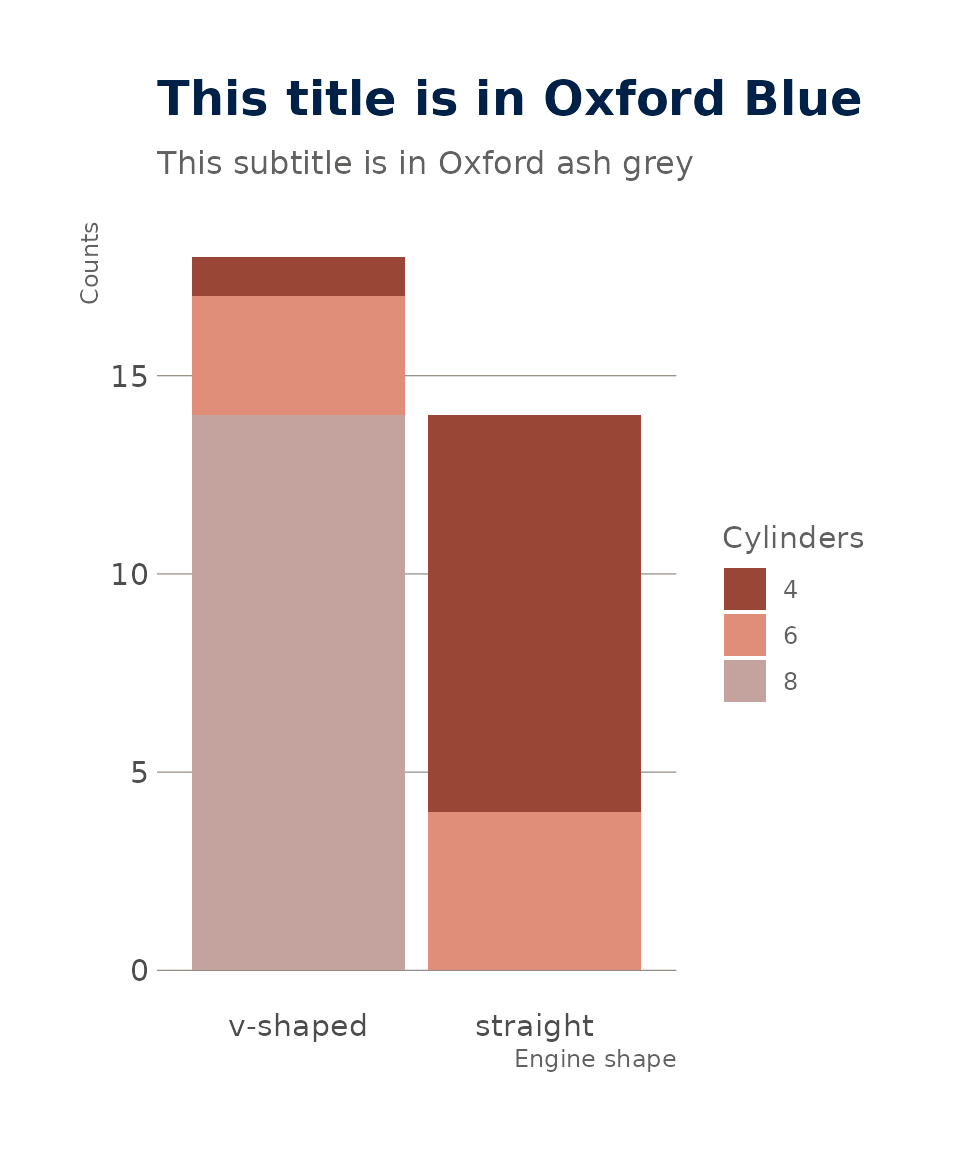 This title is in Oxford Blue
This subtitle is in Oxford ash grey
Counts
15
10
5
0
v-shaped
straight
Engine shape
Cylinders
4
6
8